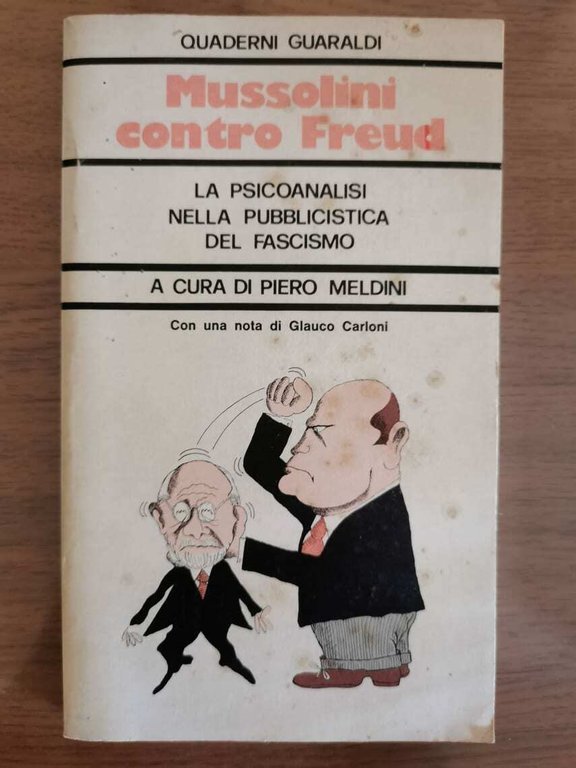 QUADERNI GUARALDI
Mussolini
contro Freud
LA PSICOANALISI
NELLA PUBBLICISTICA
DEL FASCISMO
A CURA DI PIERO MELDINI
Con una nota di Glauco Carloni